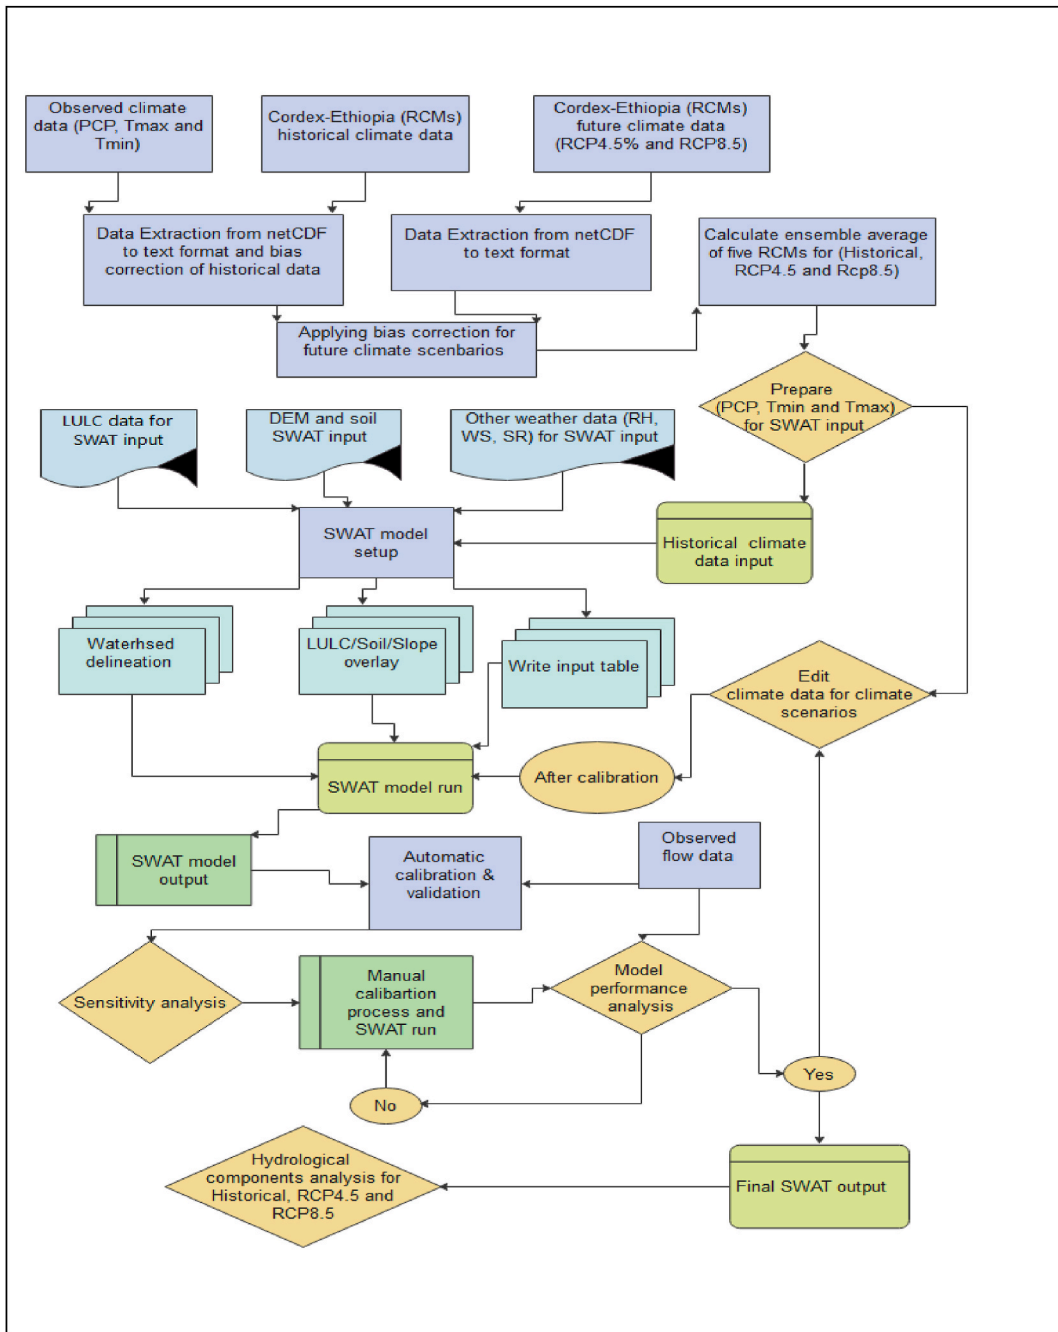 Observed climate
data (PCP, Tmax and
Tmin)
Cordex-Ethiopia (RCMs)
historical climate data
Cordex-Ethiopia (RCMs)
future climate data
(RCP4.5% and RCP8.5)
Data Extraction from netCDF
to text format and bias
correction of historical data
Data Extraction from netCDF
to text format
Calculate ensemble average
of five RCMs for (Historical,
RCP4.5 and Rcp8.5)
Applying bias correction for
future climate scenbarios
Prepare
(PCP, Tmin and Tmax)
for SWAT input
LULC data for
SWAT input
DEM and soil
SWAT input
Other weather data (RH,
WS, SR) for SWAT input
SWAT model
setup
Historical climate
data input
Waterhsed
delineation
LULC/Soil/Slope
overlay
Write input table
Edit
climate data for climate
scenarios
SWAT model run
After calibration
SWAT model
output
Automatic
calibration &
validation
Observed
flow data
Sensitivity analysis
Manual
calibartion
process and
SWAT run
Model
performance
analysis
Yes
No
Hydrological
components analysis for
Historical, RCP4.5 and
RCP8.5
Final SWAT output